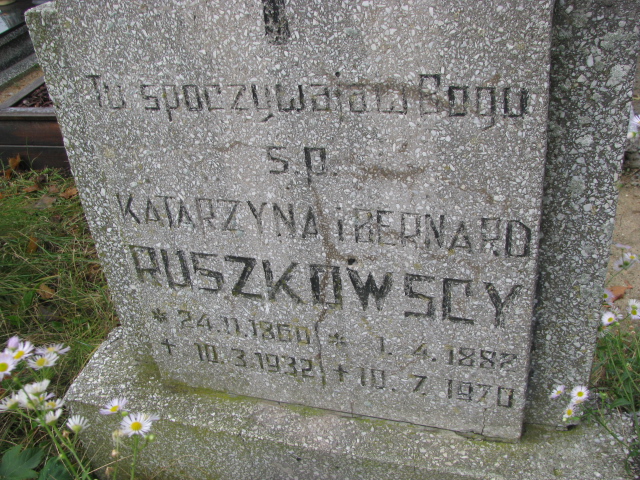 Tu spoczywają w Bogu
ś.p.
KATARZYNA i BERNARD
RUSZKOWSCY
* 24.11.1860 * 1.4.1882
+ 10.3.1932 + 10.7.1970